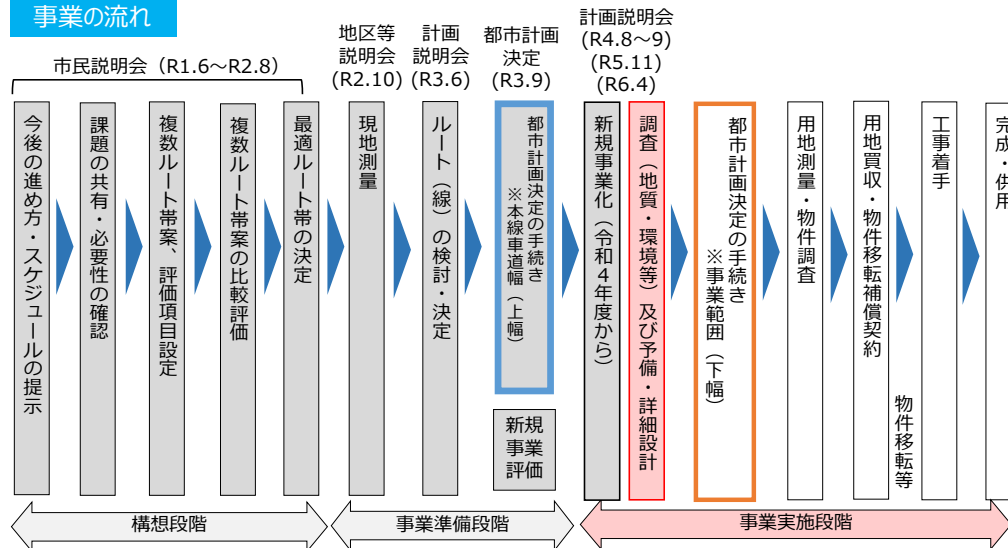 事業の流れ
市民説明会（R1.6～R2.8）
地区等
説明会
(R2.10)
計画
説明会
(R3.6)
都市計画
決定
(R3.9)
計画説明会
(R4.8～9)
(R5.11)
(R6.4)
今後の進め方・スケジュールの提示
課題の共有・必要性の確認
複数ルート帯案、評価項目設定
複数ルート帯案の比較評価
最適ルート帯の決定
現地測量
ルート（線）の検討・決定
都市計画決定の手続き
※本線車道幅（上幅）
新規
事業
評価
新規事業化（令和４年度から）
調査（地質・環境等）及び予備・詳細設計
都市計画決定の手続き
※事業範囲（下幅）
用地測量・物件調査
用地買収・物件移転補償契約
物件移転等
工事着手
完成・供用
構想段階
事業準備段階
事業実施段階